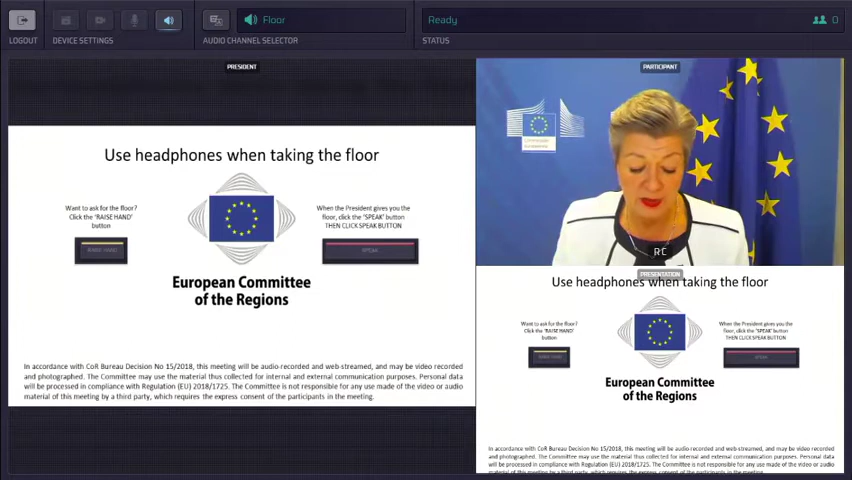 LOGOUT
DEVICE SETTINGS
Floor
AUDIO CHANNEL SELECTOR
Ready
0
STATUS
PRESIDENT
Use headphones when taking the floor
Want to ask for the floor?
Click the 'RAISE HAND'
button
RAISE HAND
When the President gives you the
floor, click the "SPEAK" button
THEN CLICK SPEAK BUTTON
SPEAK
European Committee
of the Regions
In accordance with CoR Bureau Decision No 15/2018, this meeting will be audio-recorded and web-streamed, and may be video recorded
and photographed. The Committee may use the material thus collected for internal and external communication purposes. Personal data
will be processed in compliance with Regulation (EU) 2018/1725. The Committee is not responsible for any use made of the video or audio
material of this meeting by a third party, which requires the express consent of the participants in the meeting.
PARTICIPANT
RC
PRESENTATION
Use headphones when taking the floor
Want to ask for the floor?
Click the 'RAISE HAND'
button
When the President gives you the
floor, click the "SPEAK" button
THEN CLICK SPEAK BUTTON
SPEAK
European Committee
of the Regions
In accordance with CoR Bureau Decision No 15/2018, this meeting will be audio-recorded and web-streamed, and may be video recorded
and photographed. The Committee may use the material thus collected for internal and external communication purposes. Personal data
will be processed in compliance with Regulation (EU) 2018/1725. The Committee is not responsible for any use made of the video or audio